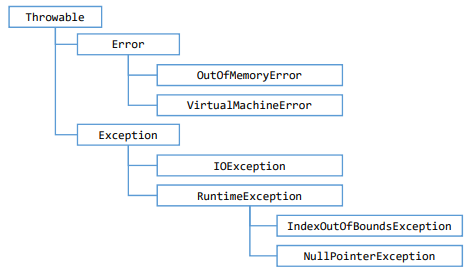 Throwable
Error
OutOfMemoryError
VirtualMachineError
Exception
IOException
RuntimeException
IndexOutOfBoundsException
NullPointerException